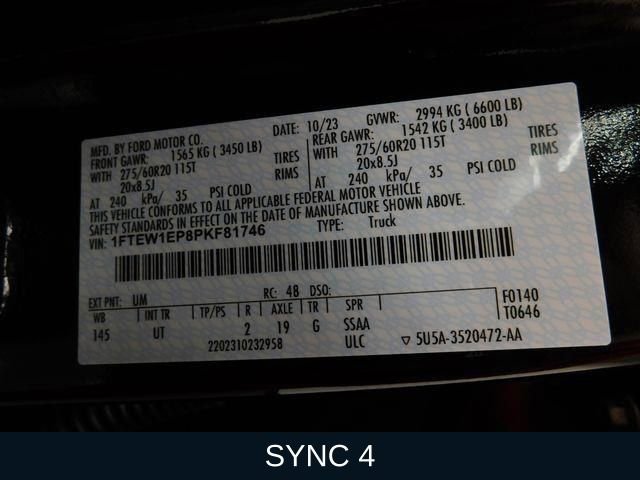 MFD. BY FORD MOTOR CO. DATE: 10/23 GVWR: 2994 KG ( 6600 LB)
FRONT GAWR: 1565 KG ( 3450 LB) REAR GAWR: 1542 KG ( 3400 LB)
WITH 275/60R20 115T TIRES WITH 275/60R20 115T TIRES
20x8.5J RIMS 20x8.5J RIMS
AT 240 kPa/ 35 PSI COLD AT 240 kPa/ 35 PSI COLD
THIS VEHICLE CONFORMS TO ALL APPLICABLE FEDERAL MOTOR VEHICLE
SAFETY STANDARDS IN EFFECT ON THE DATE OF MANUFACTURE SHOWN ABOVE.
VIN: 1FTEW1EP8PKF81746 TYPE: Truck
EXT PNT: UM RC: 48 DSO: F0140
WB INT TR TP/PS R AXLE TR SPR T0646
145 UT 2 19 G SSAA
2202310232958 ULC ▽ 5U5A-3520472-AA
SYNC 4